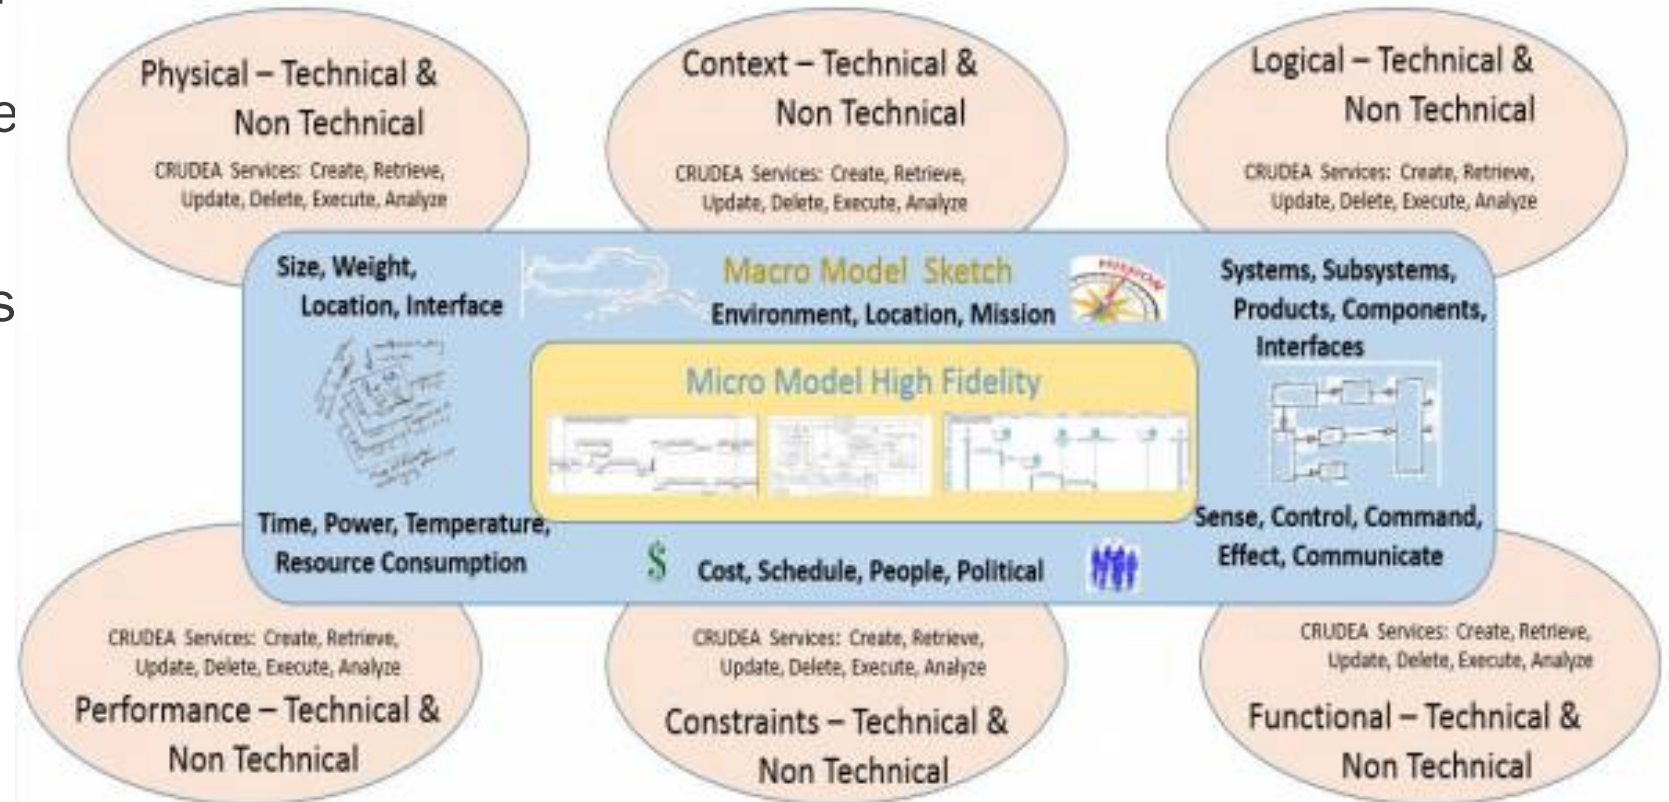 e
s
Physical – Technical &
Non Technical
CRUDEA Services: Create, Retrieve,
Update, Delete, Execute, Analyze
Context – Technical &
Non Technical
CRUDEA Services: Create, Retrieve,
Update, Delete, Execute, Analyze
Logical – Technical &
Non Technical
CRUDEA Services: Create, Retrieve,
Update, Delete, Execute, Analyze
Size, Weight,
Location, Interface
Macro Model Sketch
Environment, Location, Mission
MISSION
Systems, Subsystems,
Products, Components,
Interfaces
Micro Model High Fidelity
Time, Power, Temperature,
Resource Consumption
$ Cost, Schedule, People, Political
Sense, Control, Command,
Effect, Communicate
CRUDEA Services: Create, Retrieve,
Update, Delete, Execute, Analyze
Performance – Technical &
Non Technical
CRUDEA Services: Create, Retrieve,
Update, Delete, Execute, Analyze
Constraints – Technical &
Non Technical
CRUDEA Services: Create, Retrieve,
Update, Delete, Execute, Analyze
Functional – Technical &
Non Technical